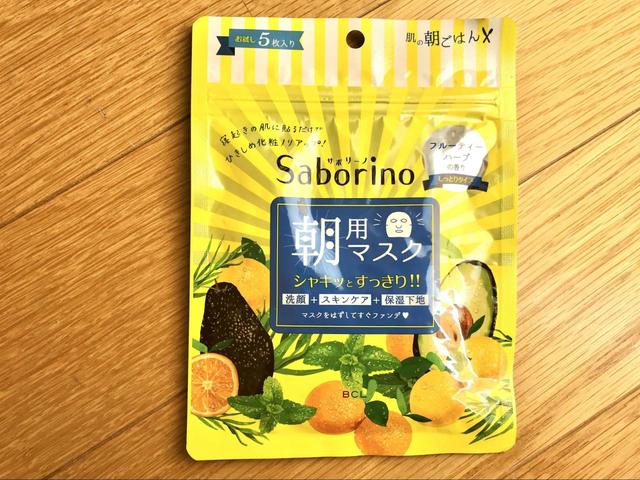 お試し5枚入り
肌の朝ごはん
寝起きの肌に貼るだけで
ひきしめ化粧ノリアップ!
サボリーノ
Saborino
フルーティー
ハーブ
の香り
しっとりタイプ
朝用
マスク
シャキッとすっきり!!
洗顔+スキンケア+保湿下地
マスクをはずしてすぐファンデ♥
BCL